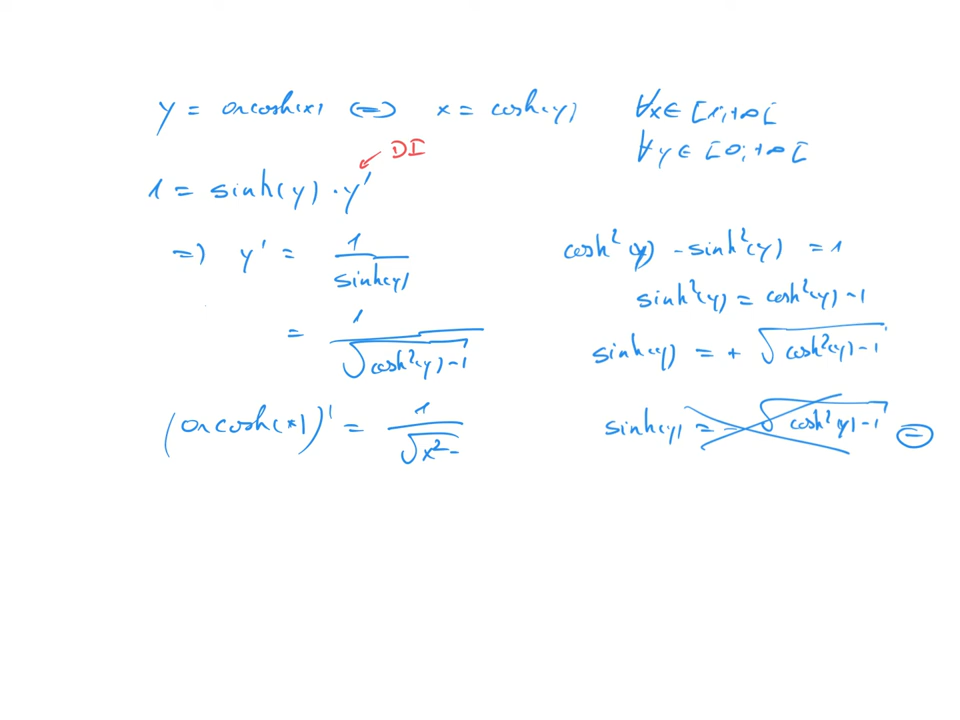 y = arcosh(x) <=> x = cosh(y) ∀x ∈ [1;+∞[
∀y ∈ [0;+∞[
DI
1 = sinh(y) · y'
=> y' = 1/sinh(y)
= 1/√(cosh²(y)-1)
(arcosh(x))' = 1/√(x²-
cosh²(y) - sinh²(y) = 1
sinh²(y) = cosh²(y) - 1
sinh(y) = + √(cosh²(y)-1)
sinh(y) = - √(cosh²(y)-1) ⊖